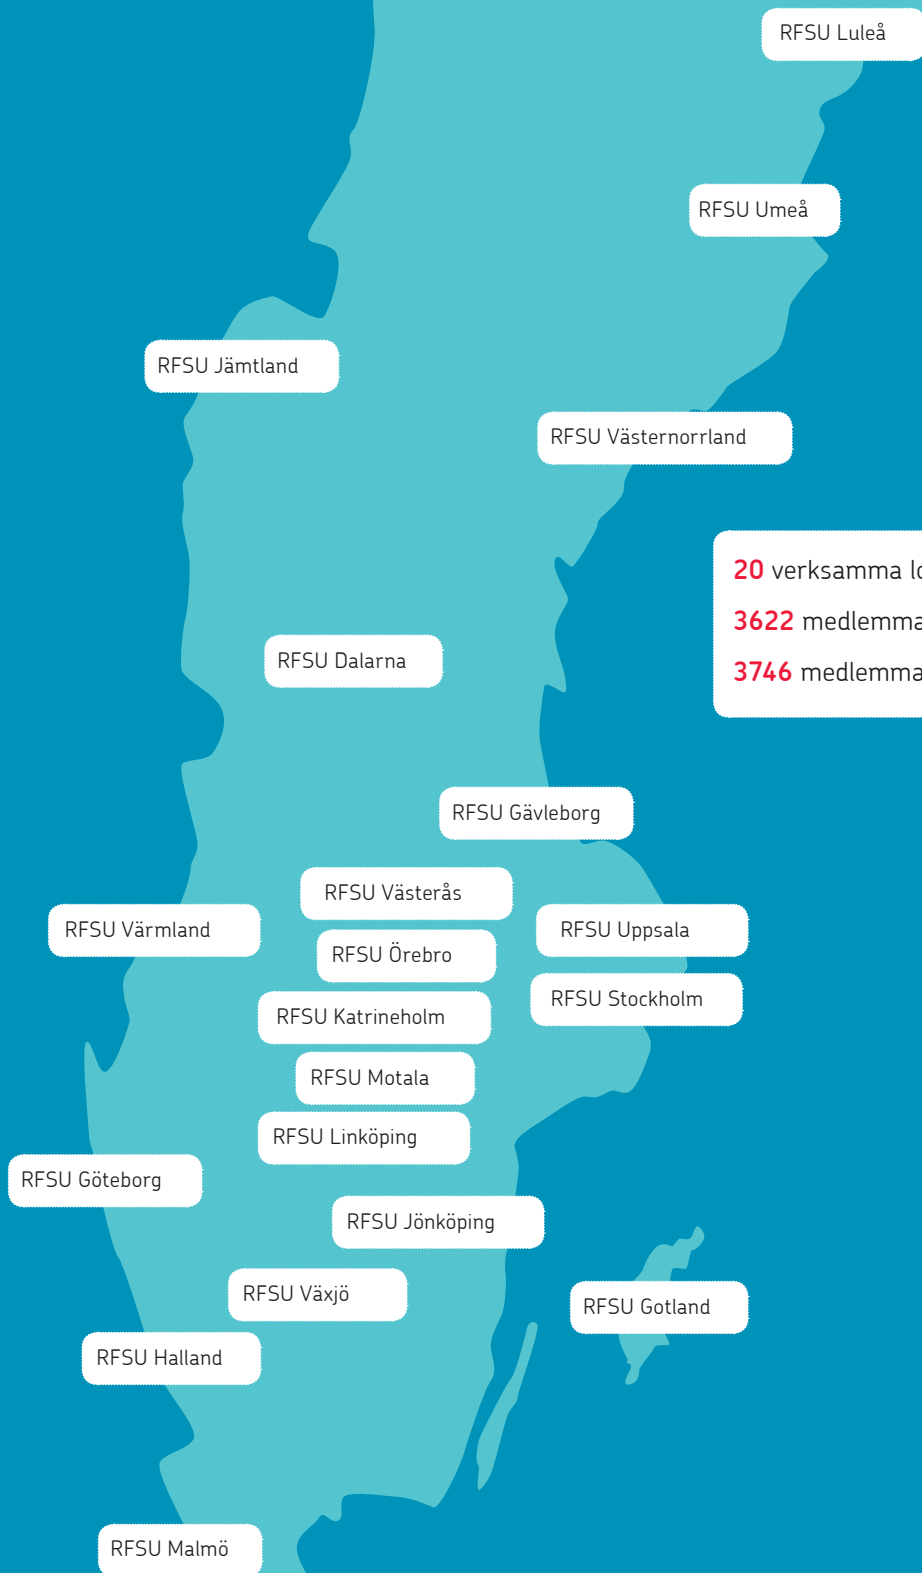 RFSU Luleå
RFSU Umeå
RFSU Jämtland
RFSU Västernorrland
20 verksamma
3622
3746
RFSU Dalarna
RFSU Gävleborg
RFSU Västerås
RFSU Värmland
RFSU Uppsala
RFSU Örebro
RFSU Stockholm
RFSU Katrineholm
RFSU Motala
RFSU Linköping
RFSU Göteborg
RFSU Jönköping
RFSU Växjö
RFSU Gotland
RFSU Halland
RFSU Malmö